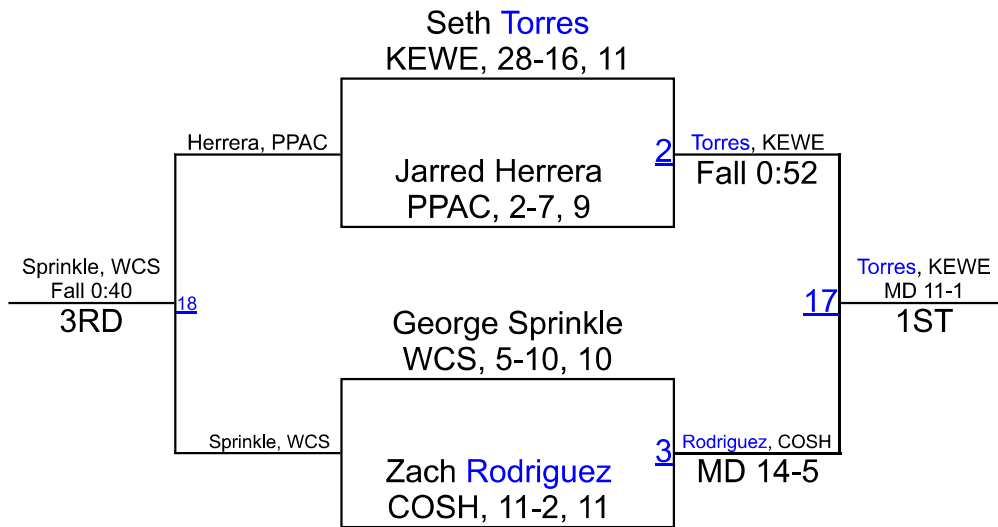 Seth Torres
KEWE, 28-16, 11
Herrera, PPAC
2
Torres, KEWE
Jarred Herrera
PPAC, 2-7, 9
Fall 0:52
Sprinkle, WCS
Fall 0:40
3RD
18
17
Torres, KEWE
MD 11-1
1ST
George Sprinkle
WCS, 5-10, 10
Sprinkle, WCS
3
Rodriguez, COSH
Zach Rodriguez
COSH, 11-2, 11
MD 14-5